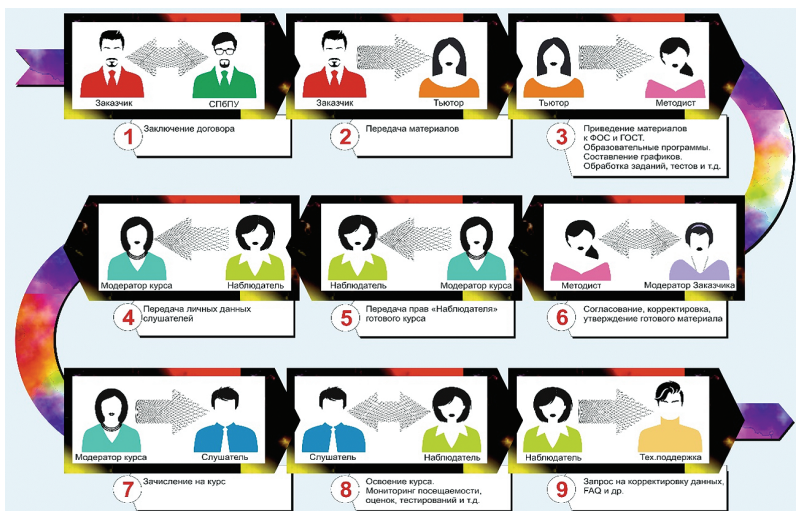 Заказчик
СПбПУ
1
Заключение договора
Заказчик
Тьютор
2
Передача материалов
Тьютор
Методист
3
Приведение материалов
к ФОС и ГОСТ.
Образовательные программы.
Составление графиков.
Обработка заданий, тестов и т.д.
Модератор курса
Наблюдатель
4
Передача личных данных
слушателей
Наблюдатель
Модератор курса
5
Передача прав «Наблюдателя»
готового курса
Методист
Модератор Заказчика
6
Согласование, корректировка,
утверждение готового материала
Модератор курса
Слушатель
7
Зачисление на курс
Слушатель
Наблюдатель
8
Освоение курса.
Мониторинг посещаемости,
оценок, тестирований и т.д.
Наблюдатель
Тех.поддержка
9
Запрос на корректировку данных,
FAQ и др.